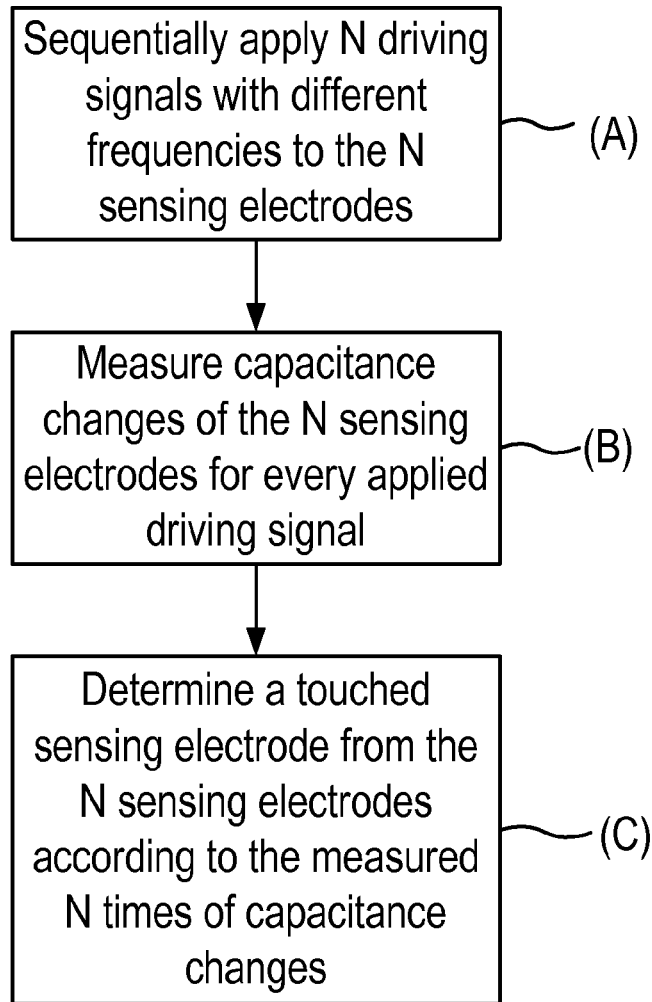 Sequentially apply N driving
signals with different
frequencies to the N
sensing electrodes
(A)
Measure capacitance
changes of the N sensing
electrodes for every applied
driving signal
(B)
Determine a touched
sensing electrode from the
N sensing electrodes
according to the measured
N times of capacitance
changes
(C)